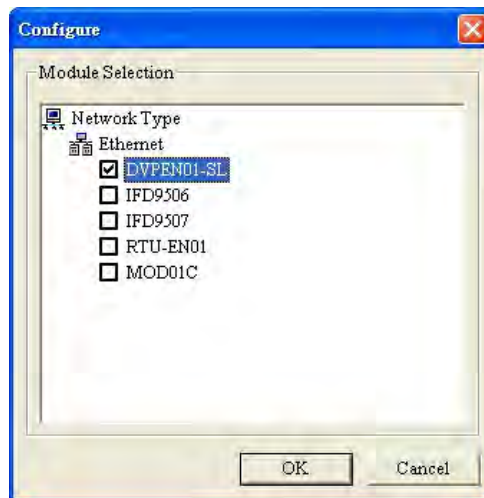 Configure
Module Selection
Network Type
Ethernet
DVPEN01-SL
IFD9506
IFD9507
RTU-EN01
MOD01C
OK
Cancel